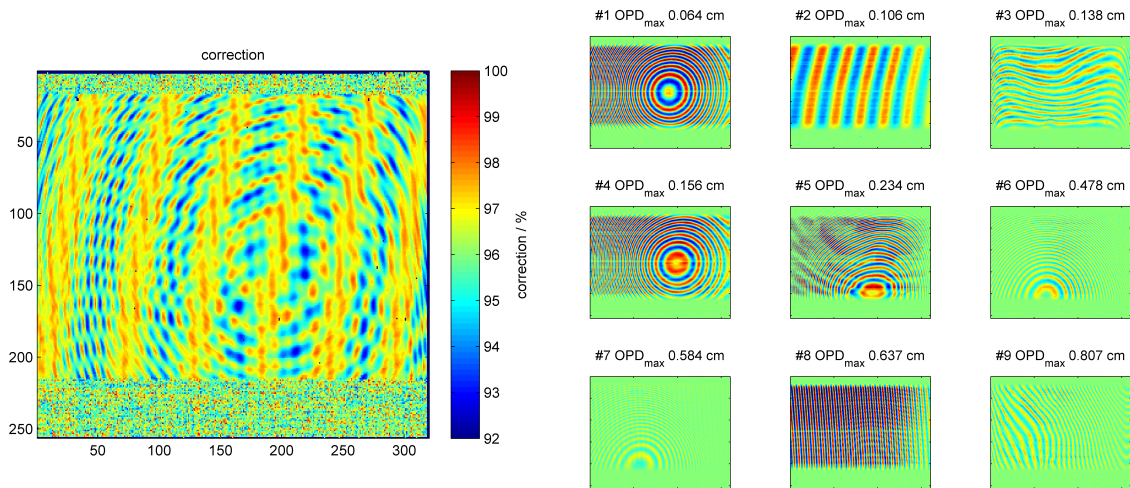 correction
50
100
150
200
250
50
100
150
200
250
300
100
99
98
97
96
95
94
93
92
correction / %
#1 OPDmax 0.064 cm
#2 OPDmax 0.106 cm
#3 OPDmax 0.138 cm
#4 OPDmax 0.156 cm
#5 OPDmax 0.234 cm
#6 OPDmax 0.478 cm
#7 OPDmax 0.584 cm
#8 OPDmax 0.637 cm
#9 OPDmax 0.807 cm